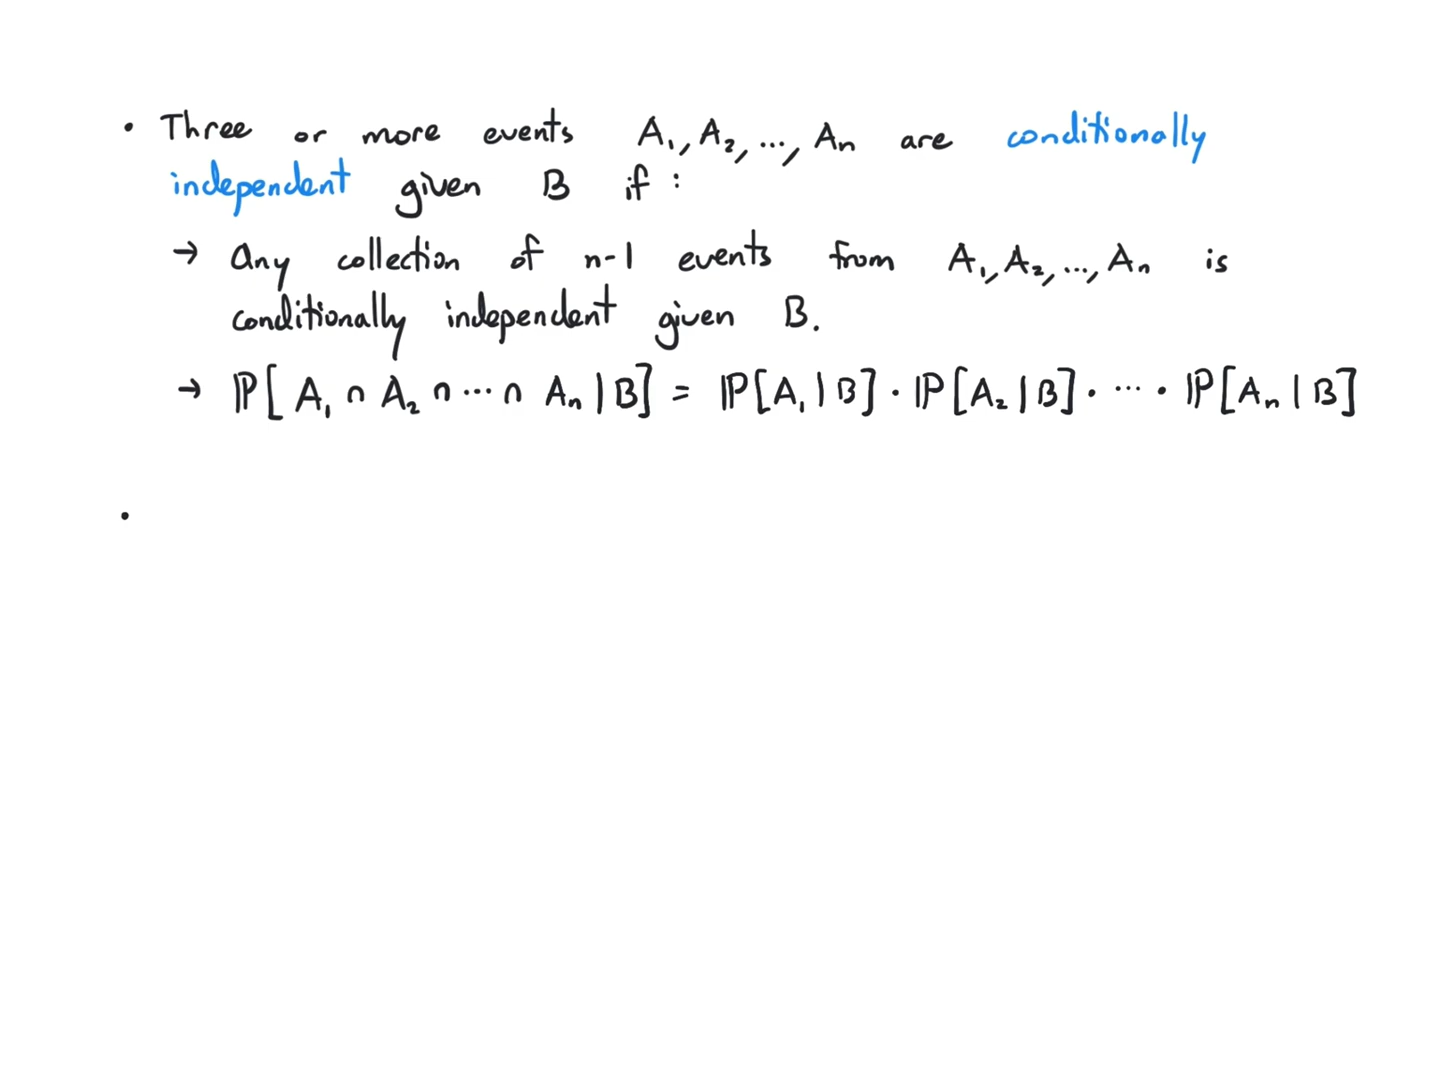 • Three or more events A₁, A₂, ..., Aₙ are conditionally
independent given B if :
→ Any collection of n-1 events from A₁, A₂, ..., Aₙ is
conditionally independent given B.
→ ℙ[ A₁ ∩ A₂ ∩ ⋯ ∩ Aₙ | B] = ℙ[A₁ | B] · ℙ[A₂ | B] · ⋯ · ℙ[Aₙ | B]
•